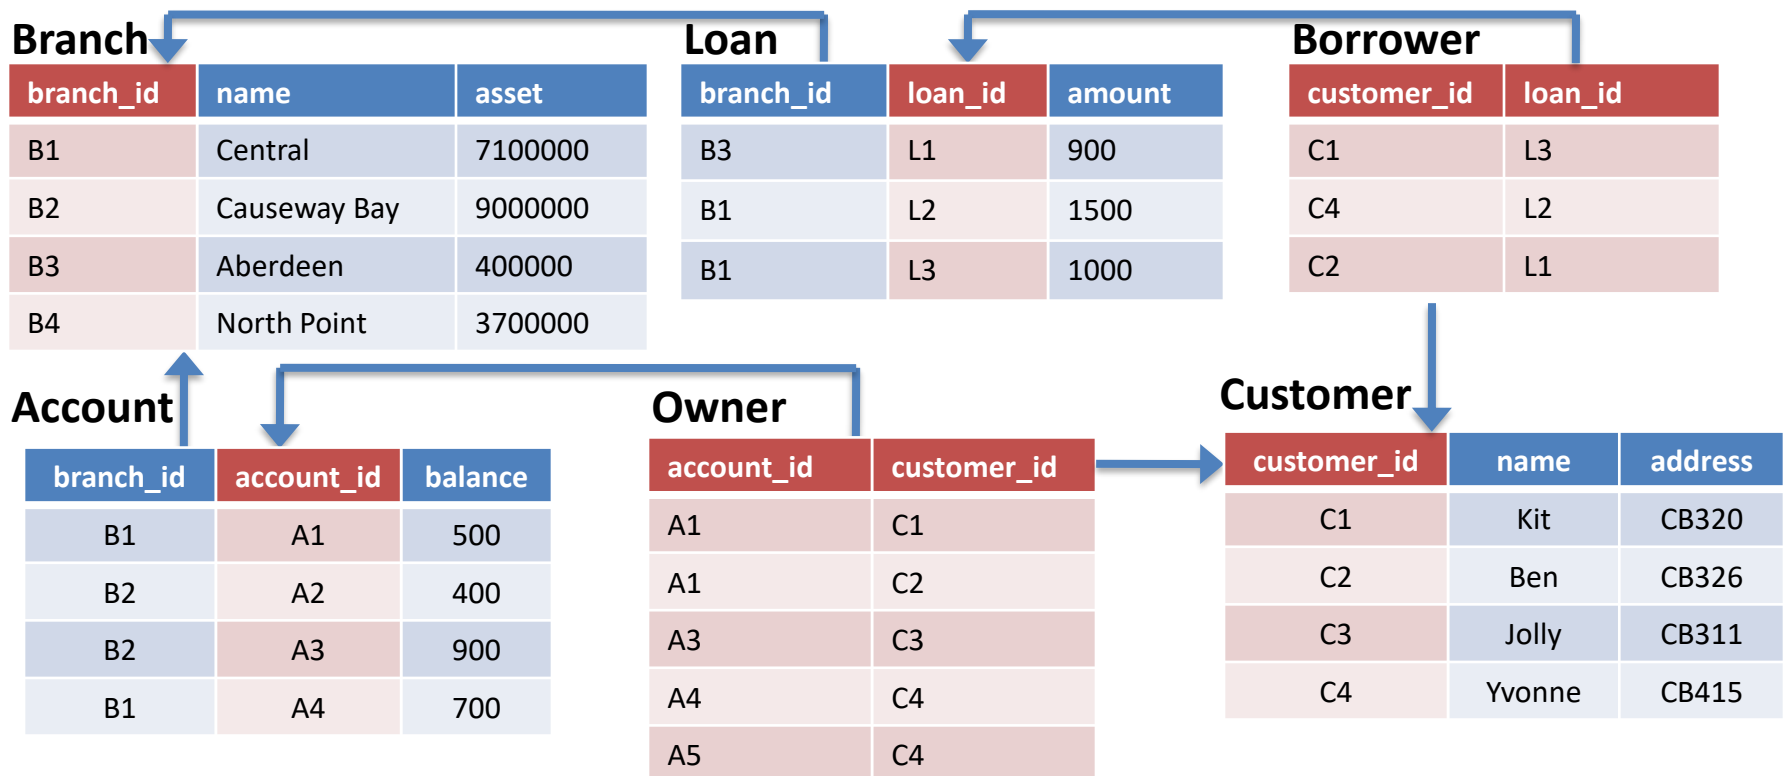 Branch
branch_id name asset
B1 Central 7100000
B2 Causeway Bay 9000000
B3 Aberdeen 400000
B4 North Point 3700000
Loan
branch_id loan_id amount
B3 L1 900
B1 L2 1500
B1 L3 1000
Borrower
customer_id loan_id
C1 L3
C4 L2
C2 L1
Account
branch_id account_id balance
B1 A1 500
B2 A2 400
B2 A3 900
B1 A4 700
Owner
account_id customer_id
A1 C1
A1 C2
A3 C3
A4 C4
A5 C4
Customer
customer_id name address
C1 Kit CB320
C2 Ben CB326
C3 Jolly CB311
C4 Yvonne CB415